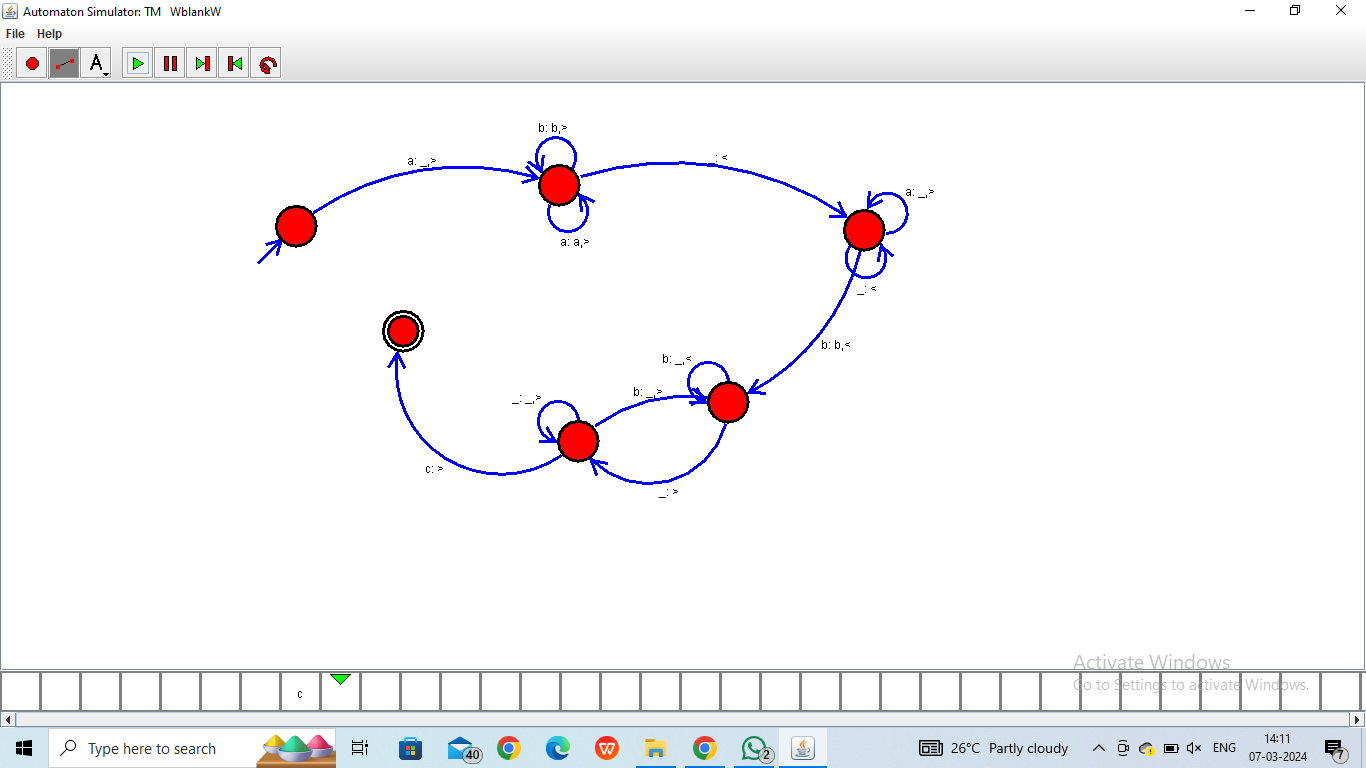 Automaton Simulator: TM WblankW
File Help
A
b: b,>
a: _,>
_: <
a: _,>
a: a,>
_: <
b: b,<
b: _,<
b: _,>
_: _,>
c: >
_: >
c
Activate Windows
Go to Settings to activate Windows.
Type here to search
40
2
26°C Partly cloudy
ENG
14:11
07-03-2024
7